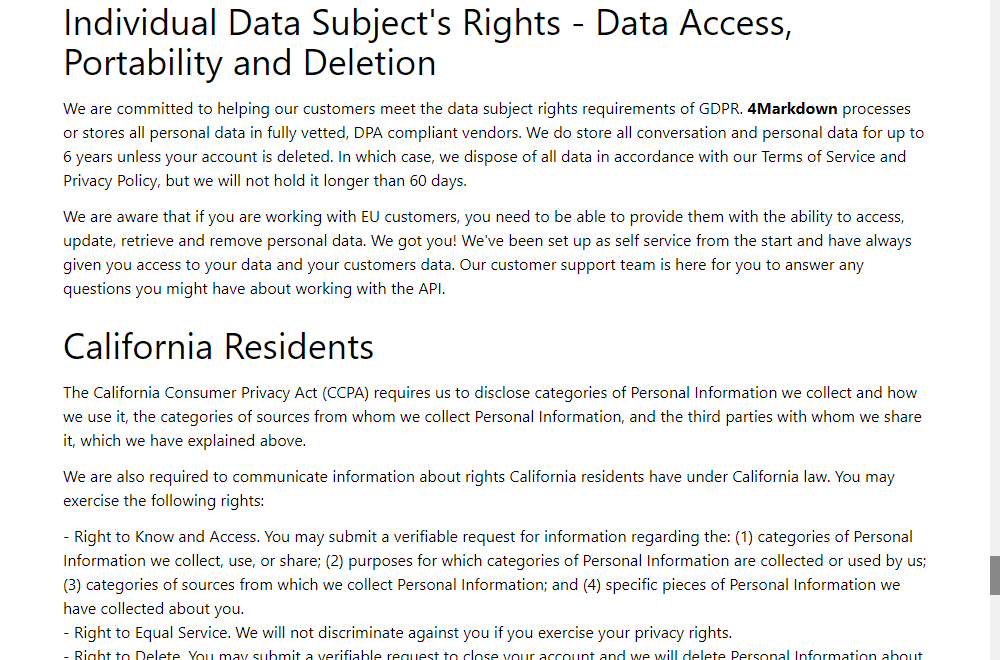 Individual Data Subject's Rights - Data Access,
Portability and Deletion
We are committed to helping our customers meet the data subject rights requirements of GDPR. 4Markdown processes
or stores all personal data in fully vetted, DPA compliant vendors. We do store all conversation and personal data for up to
6 years unless your account is deleted. In which case, we dispose of all data in accordance with our Terms of Service and
Privacy Policy, but we will not hold it longer than 60 days.
We are aware that if you are working with EU customers, you need to be able to provide them with the ability to access,
update, retrieve and remove personal data. We got you! We've been set up as self service from the start and have always
given you access to your data and your customers data. Our customer support team is here for you to answer any
questions you might have about working with the API.
California Residents
The California Consumer Privacy Act (CCPA) requires us to disclose categories of Personal Information we collect and how
we use it, the categories of sources from whom we collect Personal Information, and the third parties with whom we share
it, which we have explained above.
We are also required to communicate information about rights California residents have under California law. You may
exercise the following rights:
- Right to Know and Access. You may submit a verifiable request for information regarding the: (1) categories of Personal
Information we collect, use, or share; (2) purposes for which categories of Personal Information are collected or used by us;
(3) categories of sources from which we collect Personal Information; and (4) specific pieces of Personal Information we
have collected about you.
- Right to Equal Service. We will not discriminate against you if you exercise your privacy rights.
- Right to Delete. You may submit a verifiable request to close your account and we will delete Personal Information about